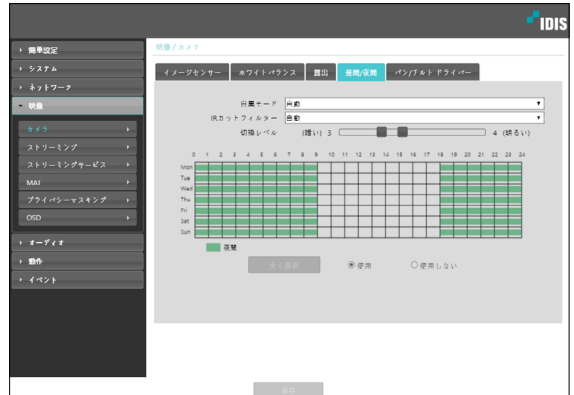 IDIS
簡単設定
システム
ネットワーク
映像
カメラ
ストリーミング
ストリーミングサービス
MAT
プライバシーマスキング
OSD
オーディオ
動作
イベント
映像 / カメラ
イメージセンサー ホワイトバランス 露出 昼間/夜間 パン/チルト ドライバー
白黒モード 自動
IRカットフィルター 自動
切換レベル (暗い) 3 4 (明るい)
0 1 2 3 4 5 6 7 8 9 10 11 12 13 14 15 16 17 18 19 20 21 22 23 24
Mon
Tue
Wed
Thu
Fri
Sat
Sun
夜間
使用 使用しない
保存